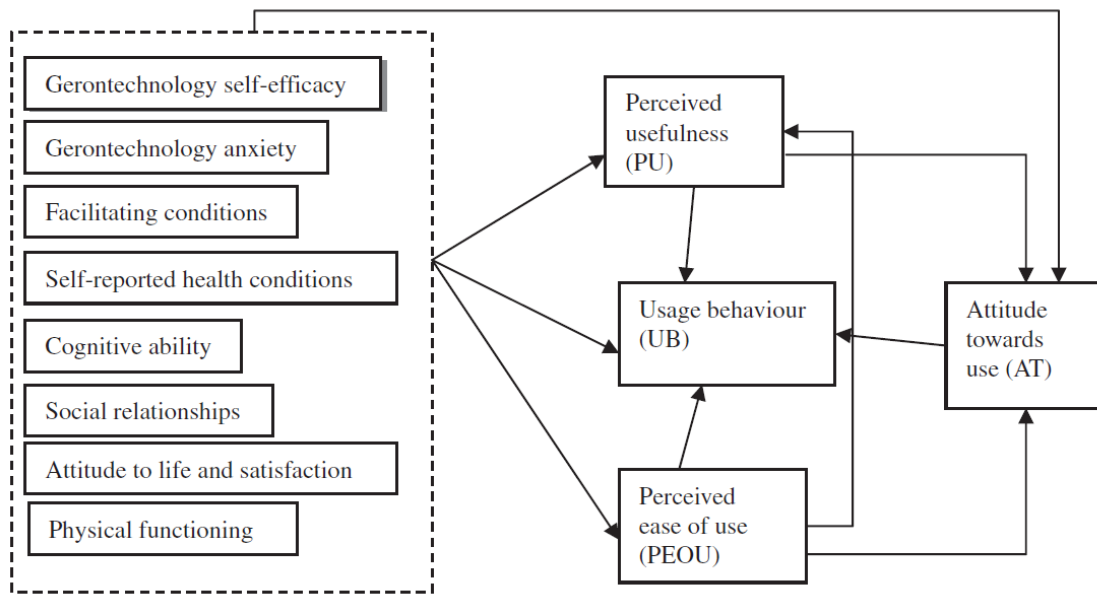 Gerontechnology self-efficacy
Gerontechnology anxiety
Facilitating conditions
Self-reported health conditions
Cognitive ability
Social relationships
Attitude to life and satisfaction
Physical functioning
Perceived
usefulness
(PU)
Usage behaviour
(UB)
Perceived
ease of use
(PEOU)
Attitude
towards
use (AT)